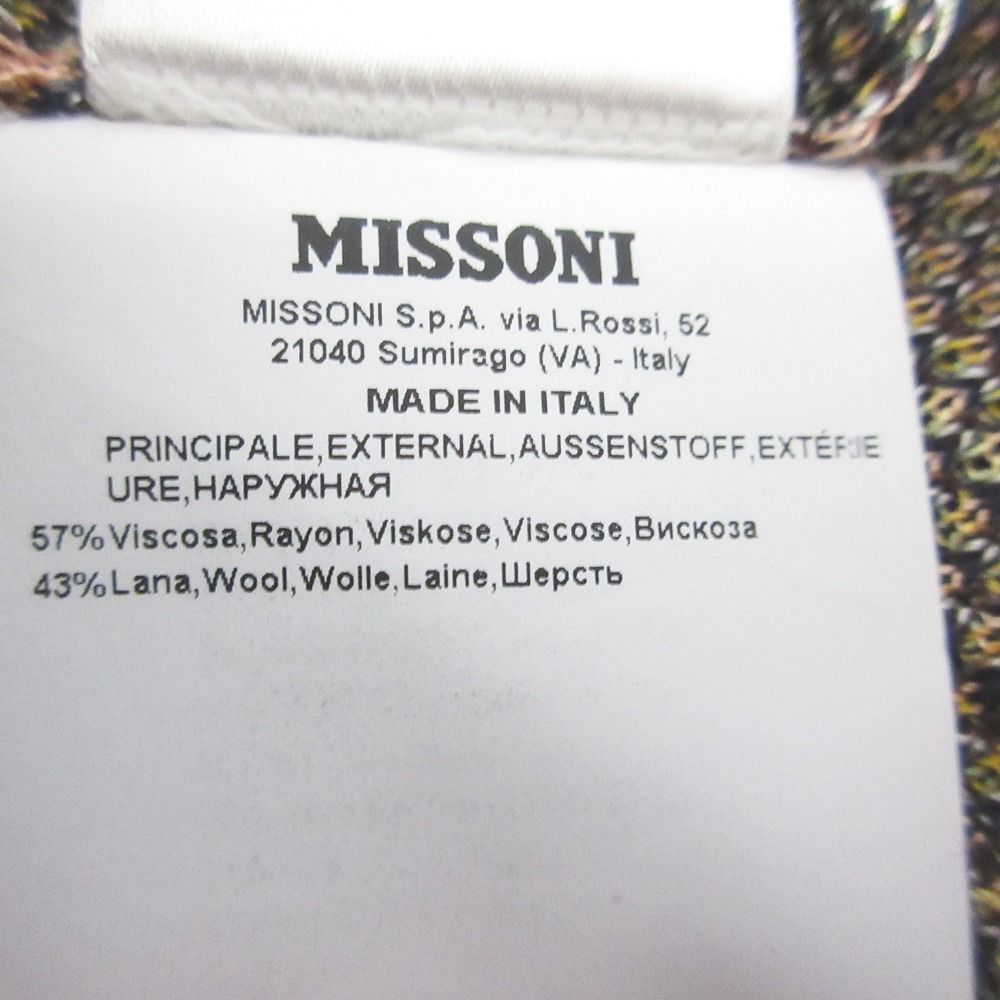 MISSONI
MISSONI S.p.A. via L.Rossi, 52
21040 Sumirago (VA) - Italy
MADE IN ITALY
PRINCIPALE,EXTERNAL,AUSSENSTOFF,EXTÉRIE
URE,НАРУЖНАЯ
57%Viscosa,Rayon,Viskose,Viscose,Вискоза
43%Lana,Wool,Wolle,Laine,Шерсть